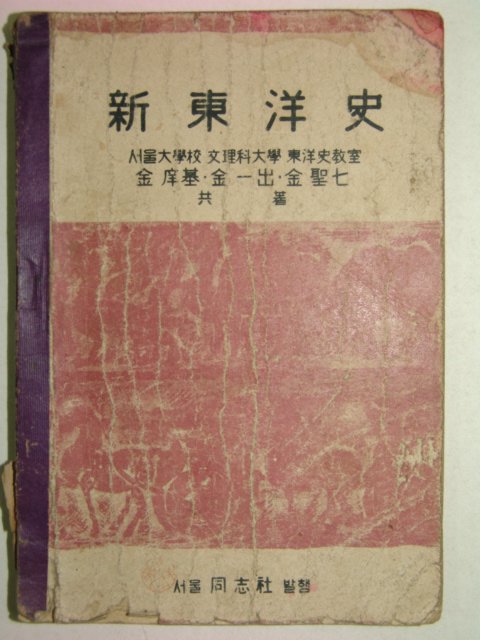 新東洋史
서울大學校 文理科大學 東洋史敎室
金庠基·金一出·金聖七
共著
서울 同志社 발행